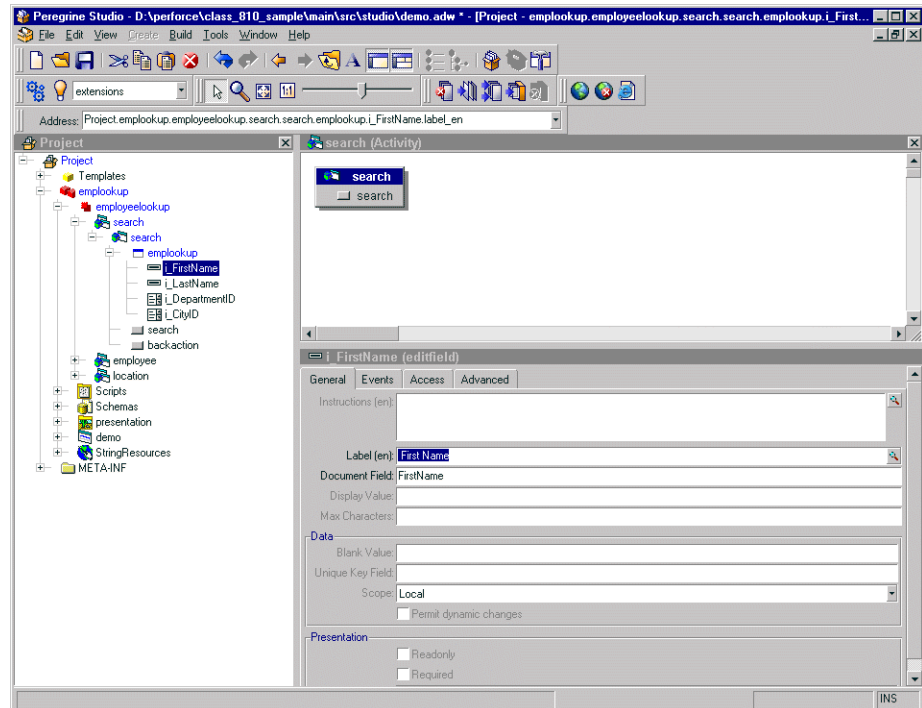 Peregrine Studio - D:\perforce\class_810_sample\main\src\studio\demo.adw * - [Project - emplookup.employeelookup.search.search.emplookup.i_First...
File Edit View Create Build Tools Window Help
extensions
1:1
Address: Project.emplookup.employeelookup.search.search.emplookup.i_FirstName.label_en
Project
Project
Templates
emplookup
employeelookup
search
search
emplookup
i_FirstName
i_LastName
i_DepartmentID
i_CityID
search
backaction
employee
location
Scripts
Schemas
presentation
demo
StringResources
META-INF
search (Activity)
search
search
i_FirstName (editfield)
General Events Access Advanced
Instructions (en):
Label (en): First Name
Document Field: FirstName
Display Value:
Max Characters:
Data
Blank Value:
Unique Key Field:
Scope: Local
Permit dynamic changes
Presentation
Readonly
Required
INS